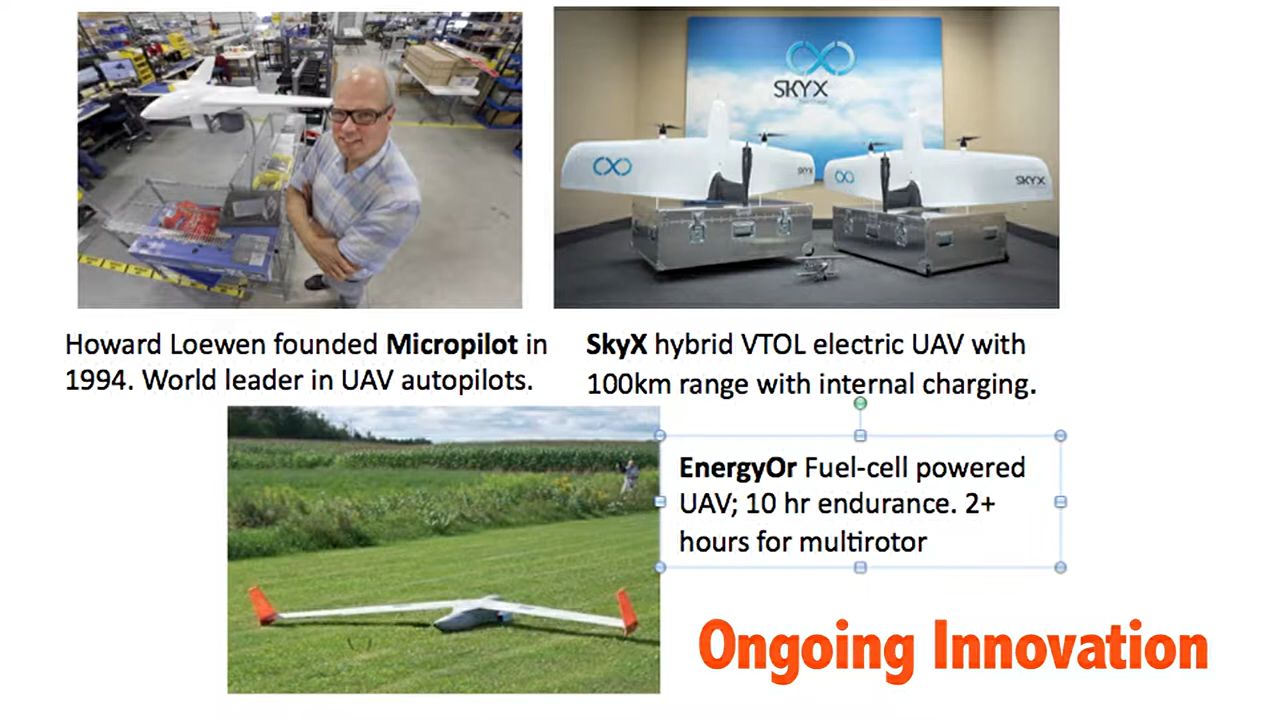 SKYX
SKYX
SKYX
Howard Loewen founded Micropilot in
1994. World leader in UAV autopilots.
SkyX hybrid VTOL electric UAV with
100km range with internal charging.
EnergyOr Fuel-cell powered
UAV; 10 hr endurance. 2+
hours for multirotor
Ongoing Innovation